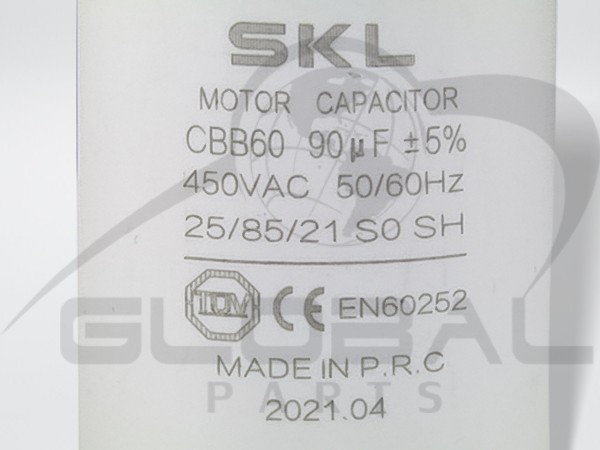 SKL
MOTOR CAPACITOR
CBB60 90μF ±5%
450VAC 50/60Hz
25/85/21 S0 SH
TÜV CE EN60252
GLOBAL
MADE IN P.R.C
PARTS
2021.04